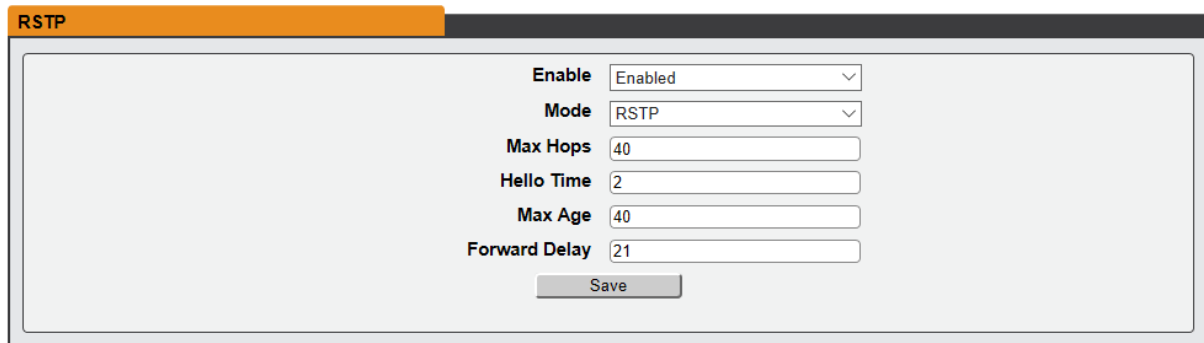 RSTP
Enable Enabled
Mode RSTP
Max Hops 40
Hello Time 2
Max Age 40
Forward Delay 21
Save